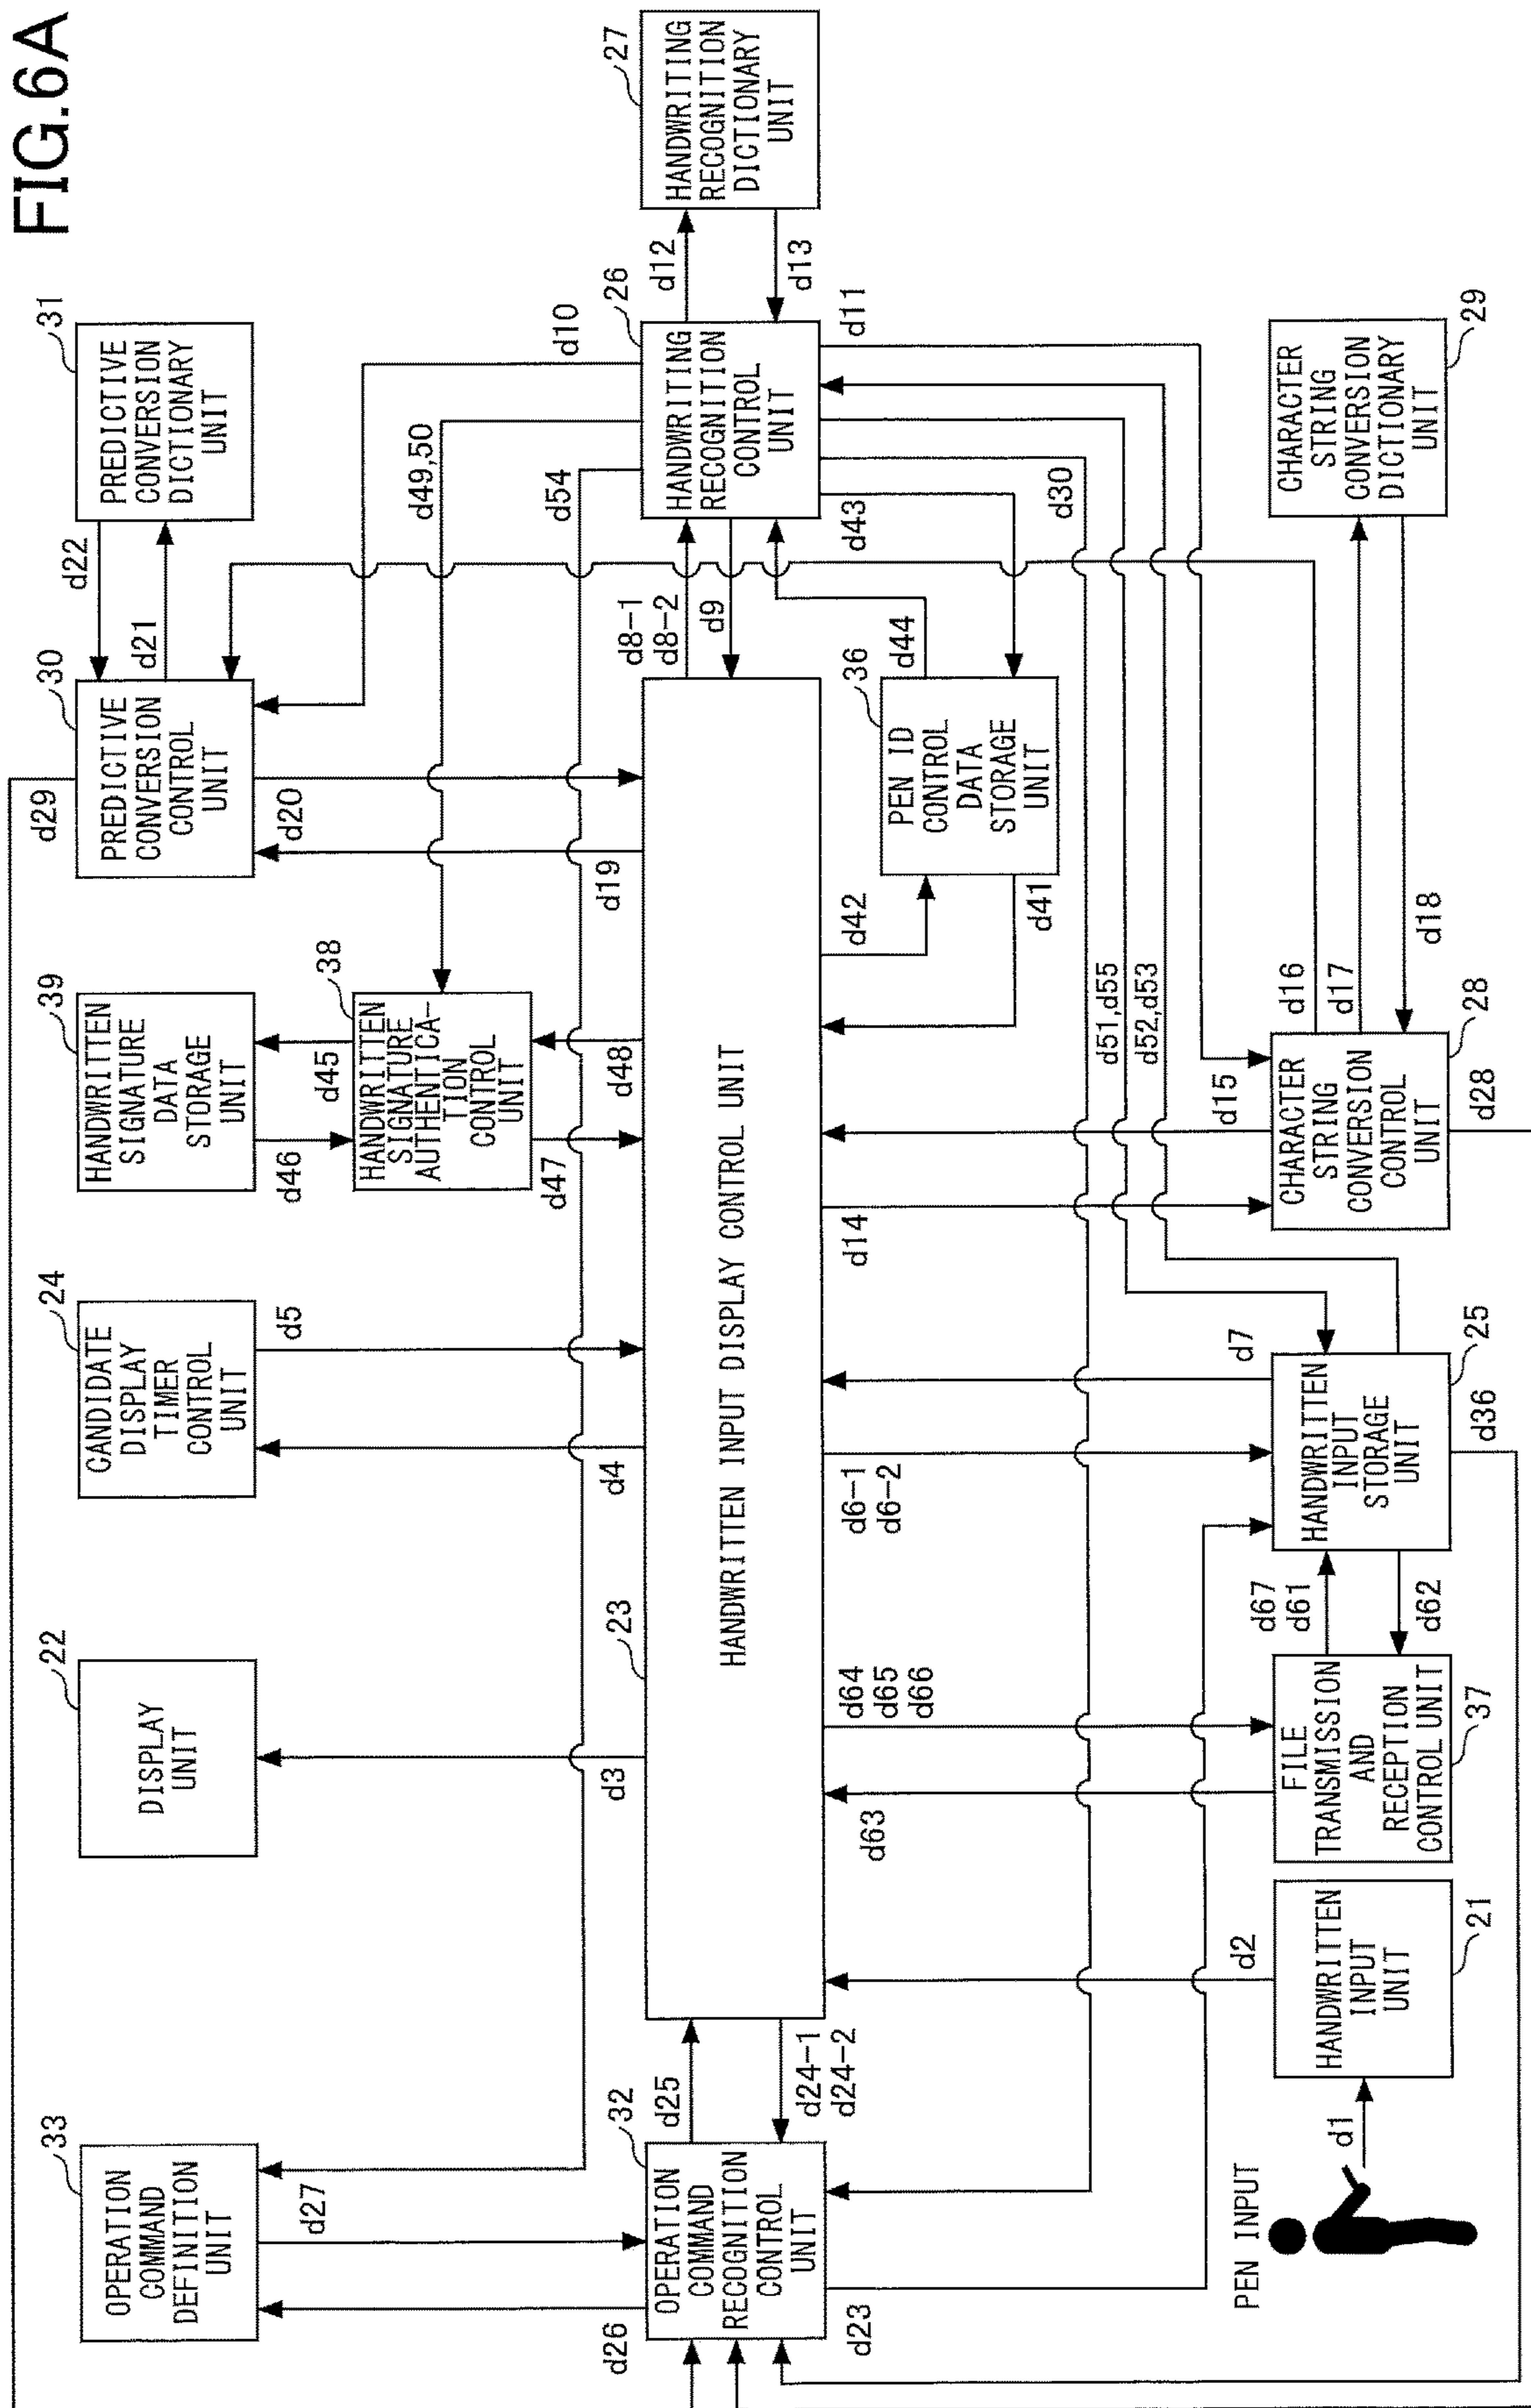 FIG.6A
33
OPERATION
COMMAND
DEFINITION
UNIT
22
DISPLAY
UNIT
24
CANDIDATE
DISPLAY
TIMER
CONTROL
UNIT
39
HANDWRITTEN
SIGNATURE
DATA
STORAGE
UNIT
30
PREDICTIVE
CONVERSION
CONTROL
UNIT
31
PREDICTIVE
CONVERSION
DICTIONARY
UNIT
d29
d22
d21
d20
d19
d10
d49,50
d54
d45
d46
38
HANDWRITTEN
SIGNATURE
AUTHENTICA-
TION
CONTROL
UNIT
d48
d47
d5
d4
d3
d27
d26
32
OPERATION
COMMAND
RECOGNITION
CONTROL
UNIT
d25
d24-1
d24-2
d23
23
HANDWRITTEN INPUT DISPLAY CONTROL UNIT
d8-1
d8-2
d9
26
HANDWRITING
RECOGNITION
CONTROL
UNIT
d12
d13
27
HANDWRITING
RECOGNITION
DICTIONARY
UNIT
d11
d43
d30
d44
36
PEN ID
CONTROL
DATA
STORAGE
UNIT
d42
d41
d51,d55
d52,d53
d14
d15
d7
d6-1
d6-2
d64
d65
d66
d63
d2
PEN INPUT
d1
HANDWRITTEN
INPUT
UNIT
21
FILE
TRANSMISSION
AND
RECEPTION
CONTROL UNIT
37
d67
d61
d62
HANDWRITTEN
INPUT
STORAGE
UNIT
25
d36
CHARACTER
STRING
CONVERSION
CONTROL
UNIT
28
d28
d16
d17
d18
CHARACTER
STRING
CONVERSION
DICTIONARY
UNIT
29